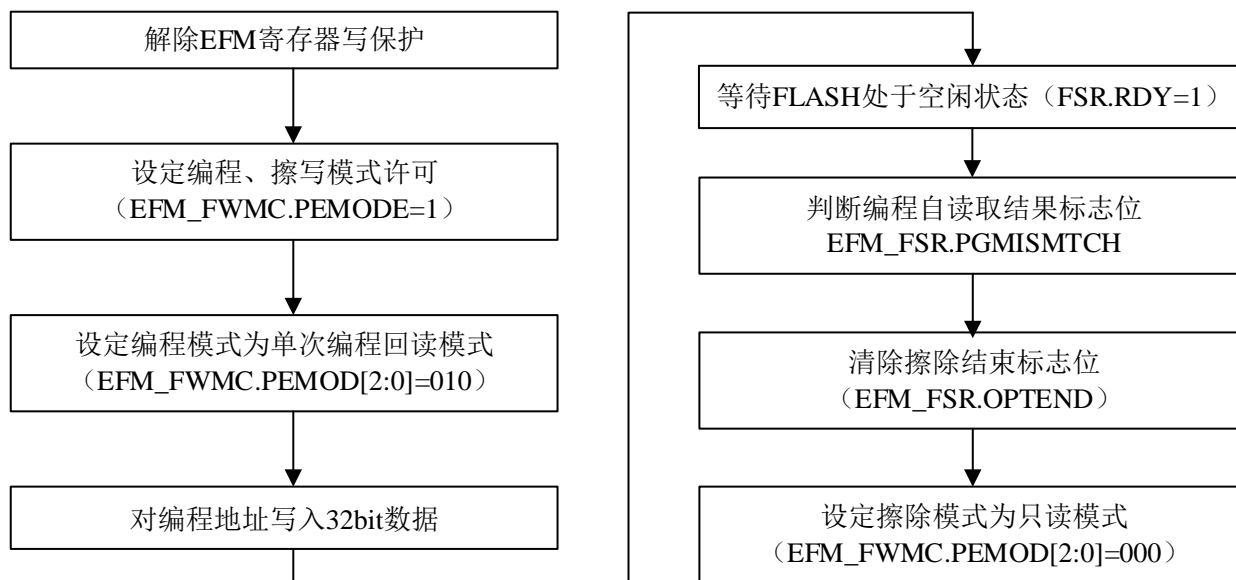 解除EFM寄存器写保护
设定编程、擦写模式许可
（EFM_FWMC.PEMODE=1）
设定编程模式为单次编程回读模式
（EFM_FWMC.PEMOD[2:0]=010）
对编程地址写入32bit数据
等待FLASH处于空闲状态（FSR.RDY=1）
判断编程自读取结果标志位
EFM_FSR.PGMISMTCH
清除擦除结束标志位
（EFM_FSR.OPTEND）
设定擦除模式为只读模式
（EFM_FWMC.PEMOD[2:0]=000）